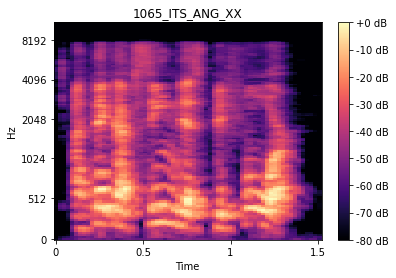 1065_ITS_ANG_XX
+0 dB
8192
-10 dB
4096
-20 dB
-30 dB
2048
Hz
-40 dB
1024
-50 dB
512
-60 dB
-70 dB
0
-80 dB
0
0.5
1
1.5
Time